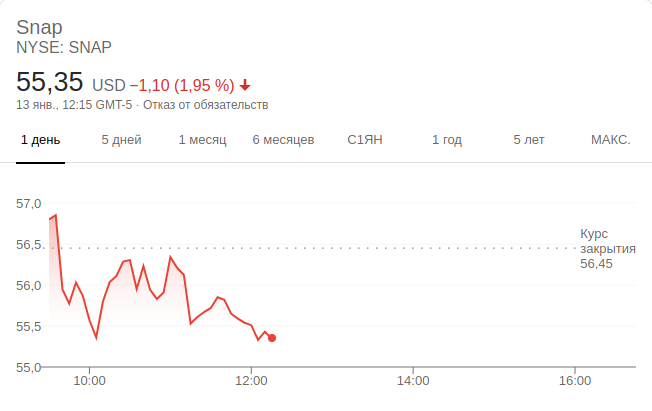 Snap
NYSE: SNAP
55,35 USD −1,10 (1,95 %)
13 янв., 12:15 GMT-5 · Отказ от обязательств
1 день 5 дней 1 месяц 6 месяцев С1ЯН 1 год 5 лет МАКС.
57,0
56,5
56,0
55,5
55,0
Курс
закрытия
56,45
10:00 12:00 14:00 16:00